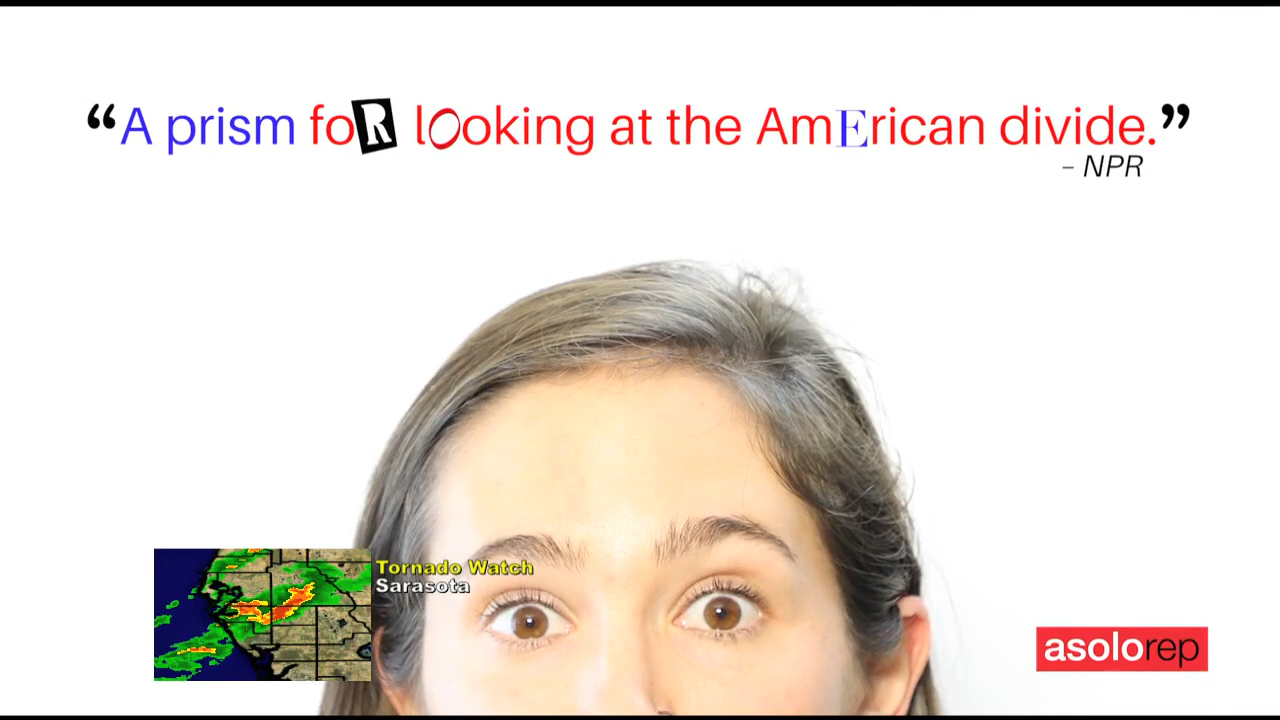 “A prism foR lOoking at the AmErican divide.”
– NPR
Tornado Watch
Sarasota
asolorep